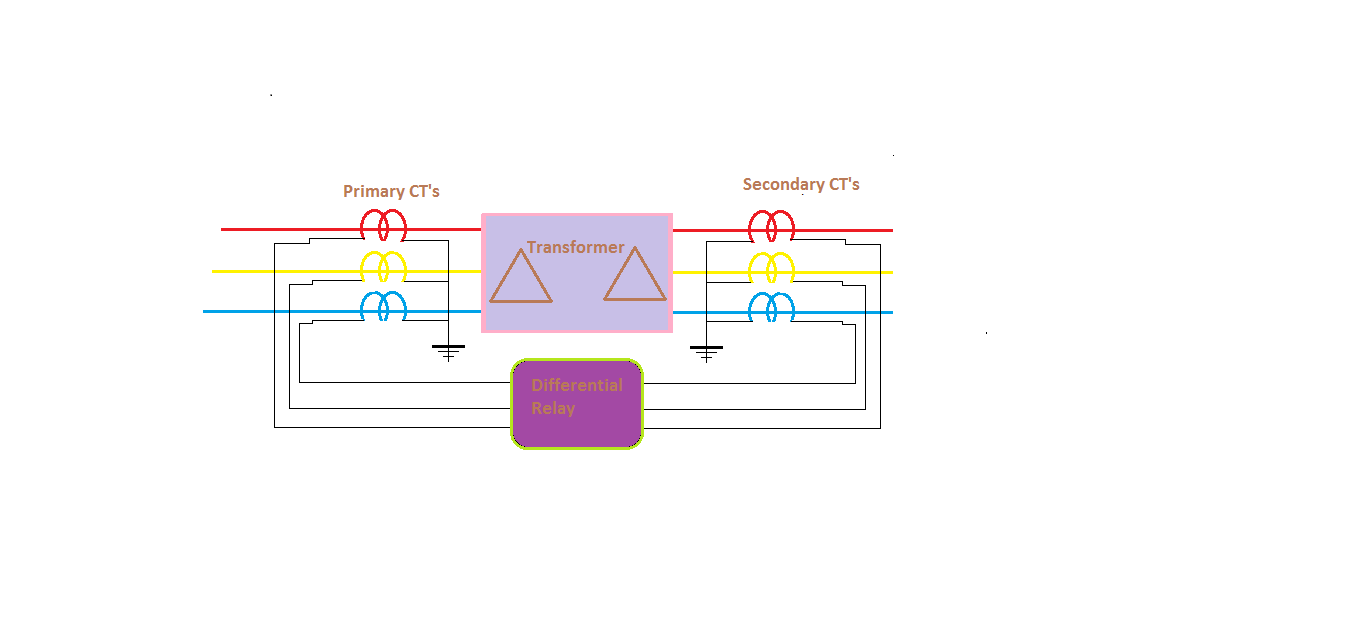 Primary CT's
Secondary CT's
Transformer
Differential
Relay